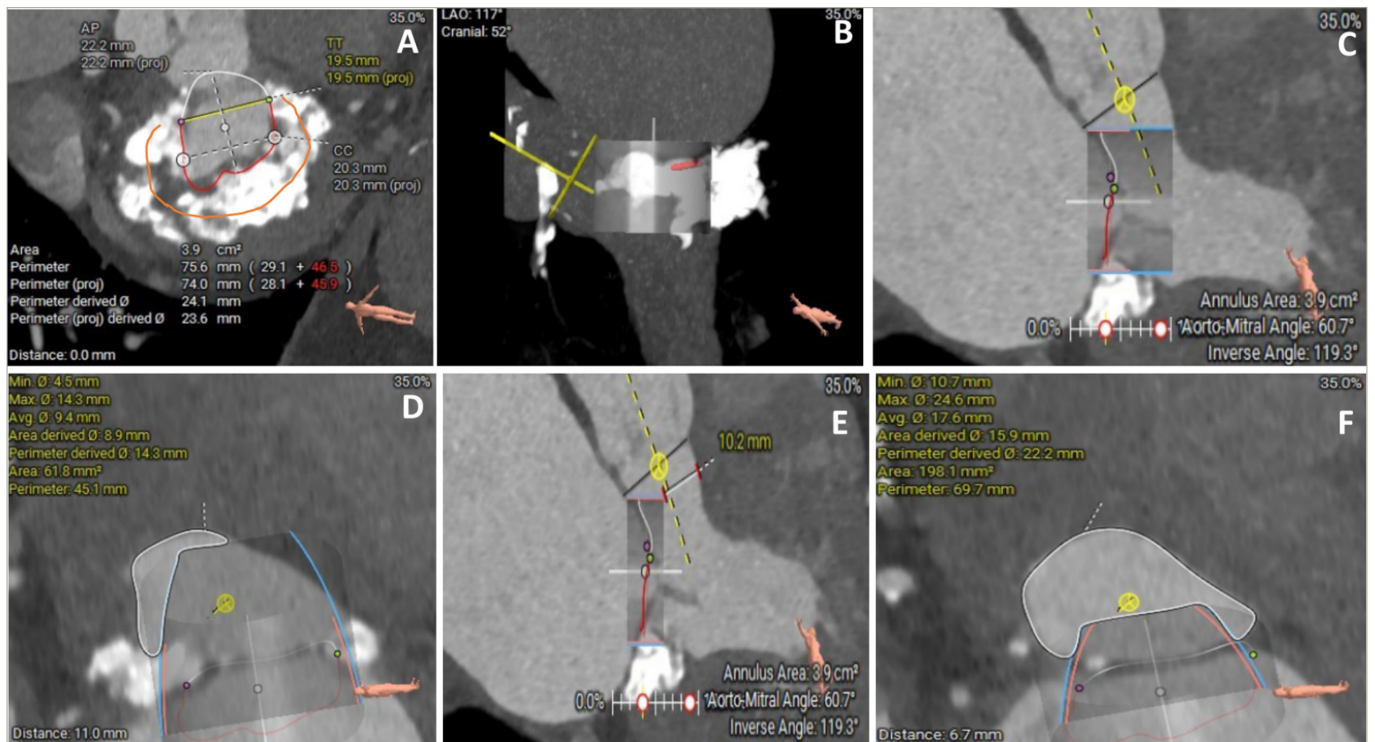 35.0%
A
AP
22.2 mm
22.2 mm (proj)
TT
19.5 mm
19.5 mm (proj)
CC
20.3 mm
20.3 mm (proj)
Area 3.9 cm²
Perimeter 75.6 mm ( 29.1 + 46.5 )
Perimeter (proj) 74.0 mm ( 28.1 + 45.9 )
Perimeter derived Ø 24.1 mm
Perimeter (proj) derived Ø 23.6 mm
Distance: 0.0 mm
LAO: 117°
Cranial: 52°
35.0%
B
35.0%
C
Annulus Area: 3.9 cm²
0.0% Aorto-Mitral Angle: 60.7°
Inverse Angle: 119.3°
Min. Ø: 4.5 mm
Max. Ø: 14.3 mm
Avg. Ø: 9.4 mm
Area derived Ø: 8.9 mm
Perimeter derived Ø: 14.3 mm
Area: 61.8 mm²
Perimeter: 45.1 mm
35.0%
D
Distance: 11.0 mm
35.0%
E
10.2 mm
Annulus Area: 3.9 cm²
0.0% Aorto-Mitral Angle: 60.7°
Inverse Angle: 119.3°
Min. Ø: 10.7 mm
Max. Ø: 24.6 mm
Avg. Ø: 17.6 mm
Area derived Ø: 15.9 mm
Perimeter derived Ø: 22.2 mm
Area: 198.1 mm²
Perimeter: 69.7 mm
35.0%
F
Distance: 6.7 mm